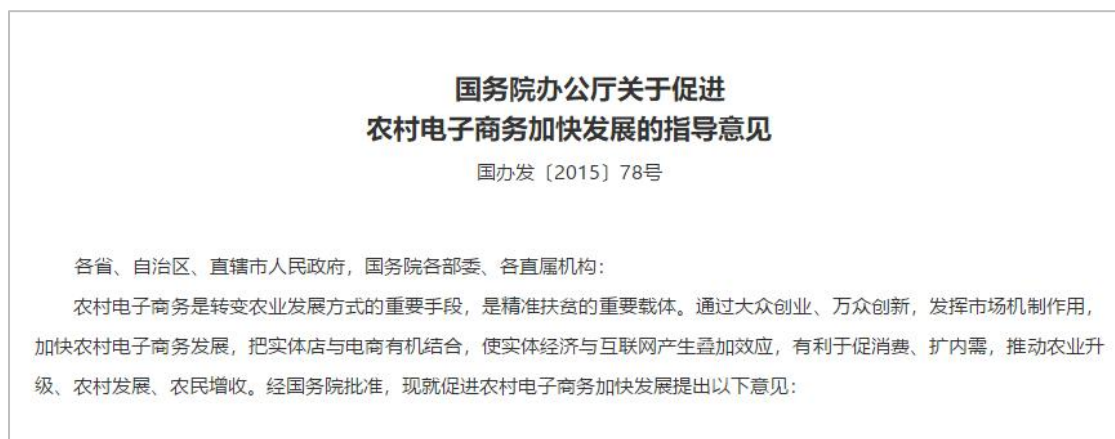 国务院办公厅关于促进
农村电子商务加快发展的指导意见
国办发〔2015〕78号
各省、自治区、直辖市人民政府，国务院各部委、各直属机构：
农村电子商务是转变农业发展方式的重要手段，是精准扶贫的重要载体。通过大众创业、万众创新，发挥市场机制作用，
加快农村电子商务发展，把实体店与电商有机结合，使实体经济与互联网产生叠加效应，有利于促消费、扩内需，推动农业升
级、农村发展、农民增收。经国务院批准，现就促进农村电子商务加快发展提出以下意见：